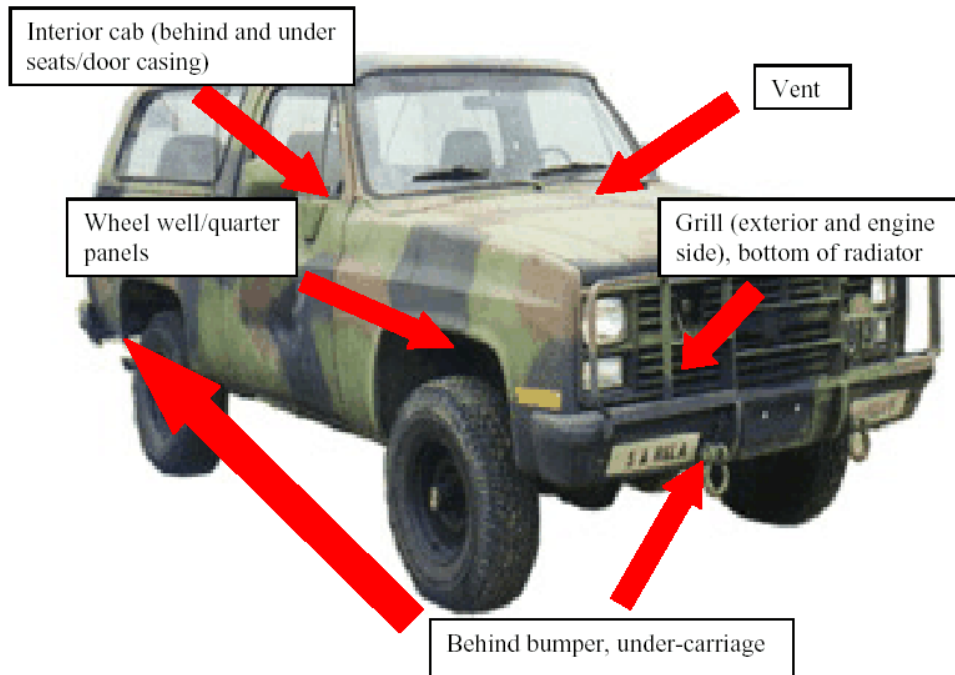 Interior cab (behind and under
seats/door casing)
Vent
Wheel well/quarter
panels
Grill (exterior and engine
side), bottom of radiator
Behind bumper, under-carriage